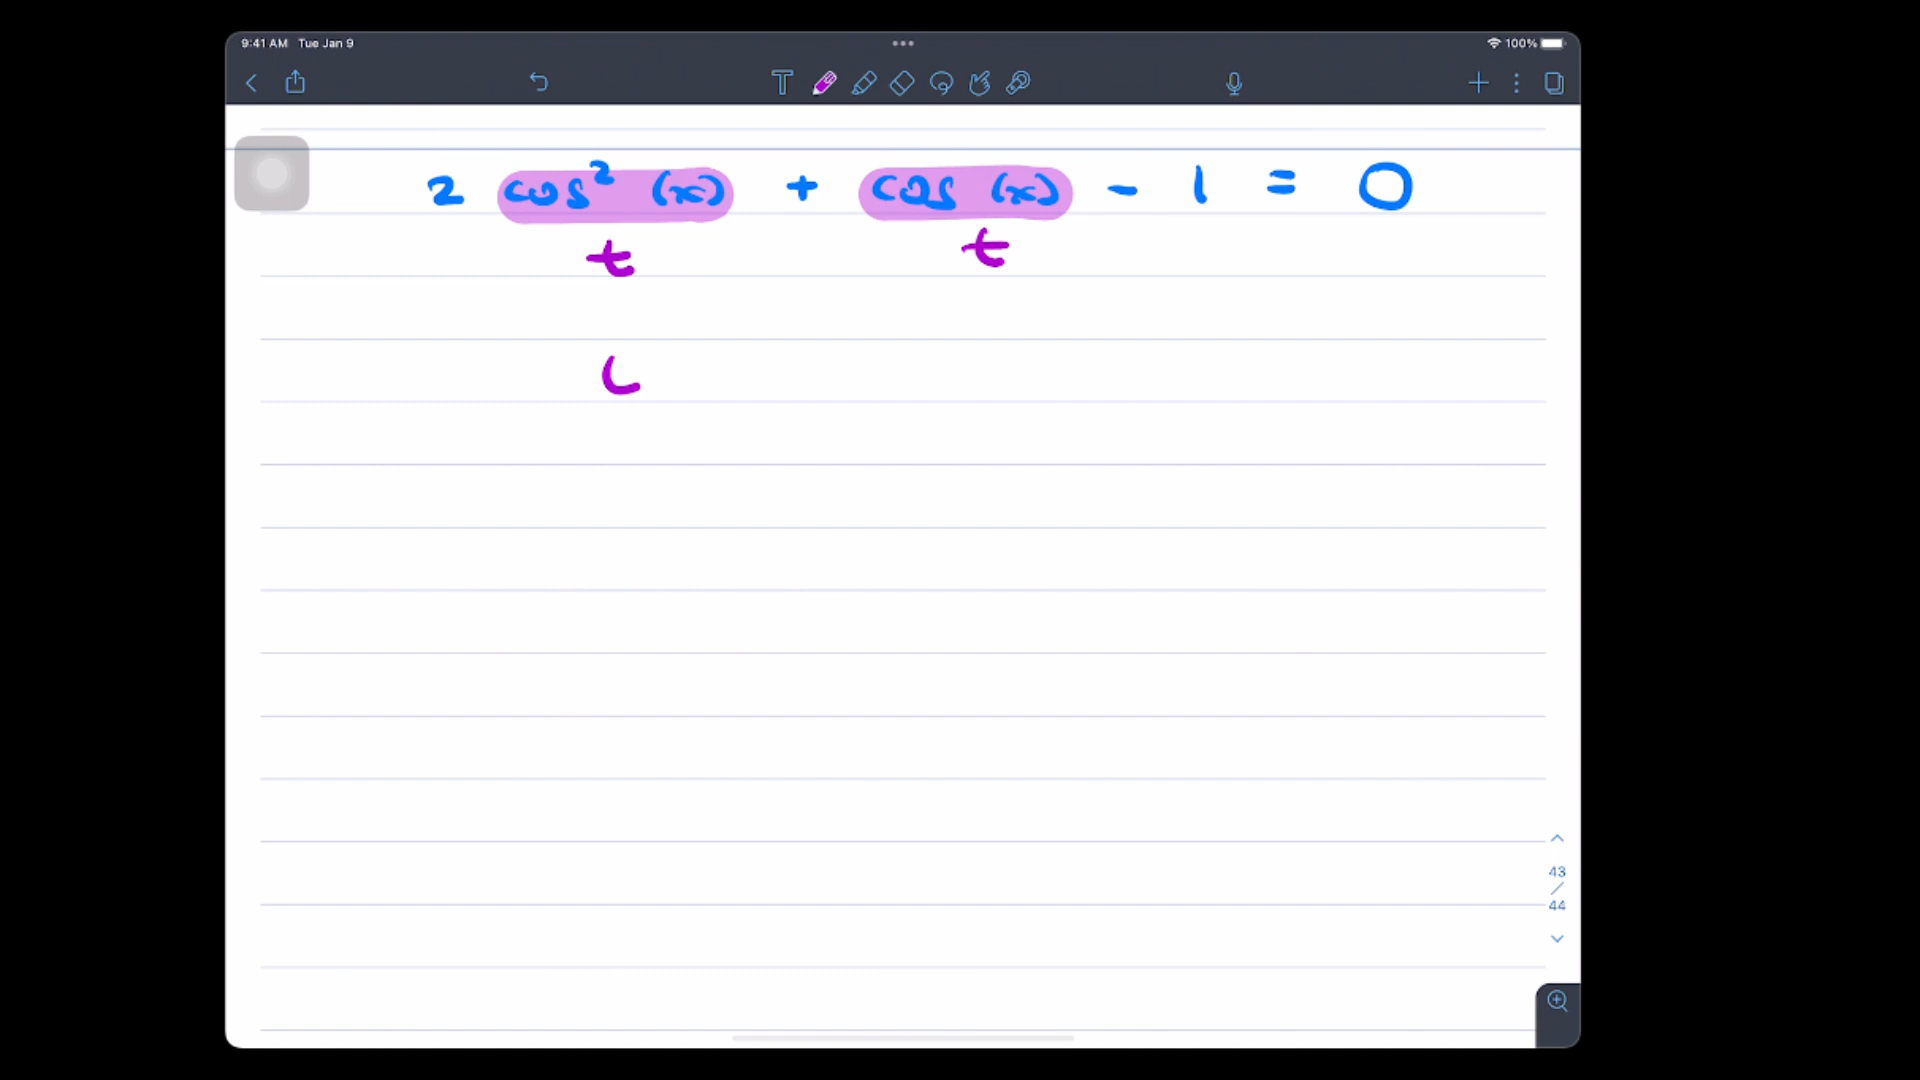 9:41 AM Tue Jan 9
100%
T
2 cos² (x) + cos (x) - 1 = 0
t t
43
/
44